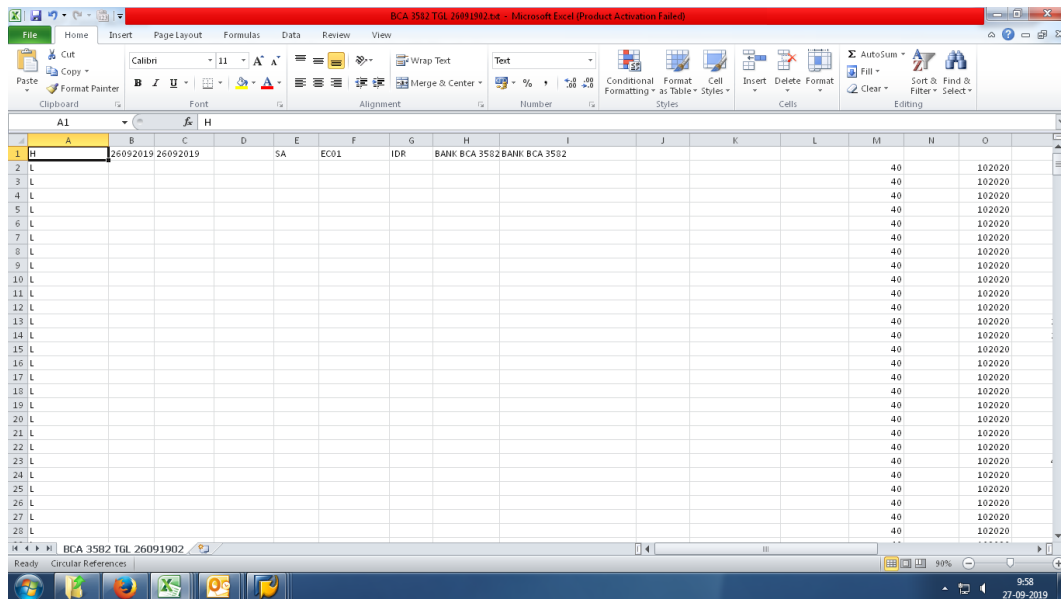 BCA 3582 TGL 26091902.txt - Microsoft Excel (Product Activation Failed)
File Home Insert Page Layout Formulas Data Review View
Paste Cut Copy Format Painter Clipboard
Calibri 11 A A B I U A Font
Wrap Text Merge & Center Alignment
Text % , Number
Conditional Formatting Format as Table Cell Styles Styles
Insert Delete Format Cells
Σ AutoSum Fill Clear Sort & Filter Find & Select Editing
A1 fx H
A B C D E F G H I J K L M N O
1 H 26092019 26092019 SA EC01 IDR BANK BCA 3582 BANK BCA 3582
2 L 40 102020
3 L 40 102020
4 L 40 102020
5 L 40 102020
6 L 40 102020
7 L 40 102020
8 L 40 102020
9 L 40 102020
10 L 40 102020
11 L 40 102020
12 L 40 102020
13 L 40 102020
14 L 40 102020
15 L 40 102020
16 L 40 102020
17 L 40 102020
18 L 40 102020
19 L 40 102020
20 L 40 102020
21 L 40 102020
22 L 40 102020
23 L 40 102020
24 L 40 102020
25 L 40 102020
26 L 40 102020
27 L 40 102020
28 L 40 102020
BCA 3582 TGL 26091902
Ready Circular References 90%
9:58
27-09-2019